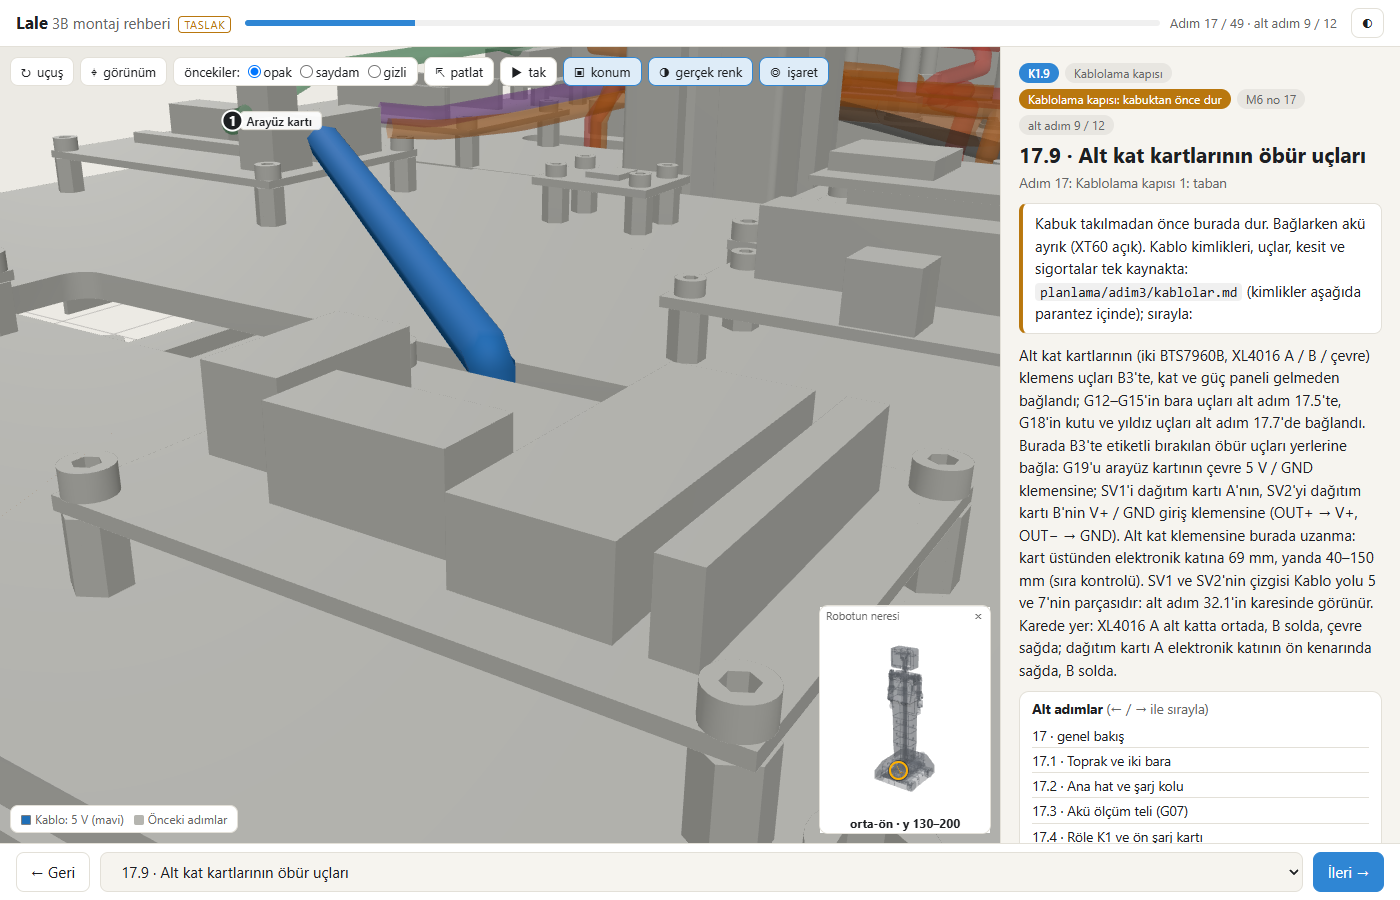 Lale 3B montaj rehberi TASLAK
Adım 17 / 49 · alt adım 9 / 12
↻ uçuş
⌖ görünüm
öncekiler: opak saydam gizli
↖ patlat
▶ tak
▣ konum
◑ gerçek renk
◎ işaret
1 Arayüz kartı
Kablo: 5 V (mavi) Önceki adımlar
Robotun neresi ×
orta-ön · y 130–200
K1.9 Kablolama kapısı
Kablolama kapısı: kabuktan önce dur M6 no 17
alt adım 9 / 12
17.9 · Alt kat kartlarının öbür uçları
Adım 17: Kablolama kapısı 1: taban
Kabuk takılmadan önce burada dur. Bağlarken akü
ayrık (XT60 açık). Kablo kimlikleri, uçlar, kesit ve
sigortalar tek kaynakta:
planlama/adim3/kablolar.md (kimlikler aşağıda
parantez içinde); sırayla:
Alt kat kartlarının (iki BTS7960B, XL4016 A / B / çevre)
klemens uçları B3'te, kat ve güç paneli gelmeden
bağlandı; G12–G15'in bara uçları alt adım 17.5'te,
G18'in kutu ve yıldız uçları alt adım 17.7'de bağlandı.
Burada B3'te etiketli bırakılan öbür uçları yerlerine
bağla: G19'u arayüz kartının çevre 5 V / GND
klemensine; SV1'i dağıtım kartı A'nın, SV2'yi dağıtım
kartı B'nin V+ / GND giriş klemensine (OUT+ → V+,
OUT− → GND). Alt kat klemensine burada uzanma:
kart üstünden elektronik katına 69 mm, yanda 40–150
mm (sıra kontrolü). SV1 ve SV2'nin çizgisi Kablo yolu 5
ve 7'nin parçasıdır: alt adım 32.1'in karesinde görünür.
Karede yer: XL4016 A alt katta ortada, B solda, çevre
sağda; dağıtım kartı A elektronik katının ön kenarında
sağda, B solda.
Alt adımlar (← / → ile sırayla)
17 · genel bakış
17.1 · Toprak ve iki bara
17.2 · Ana hat ve şarj kolu
17.3 · Akü ölçüm teli (G07)
17.4 · Röle K1 ve ön şarj kartı
← Geri
17.9 · Alt kat kartlarının öbür uçları
İleri →